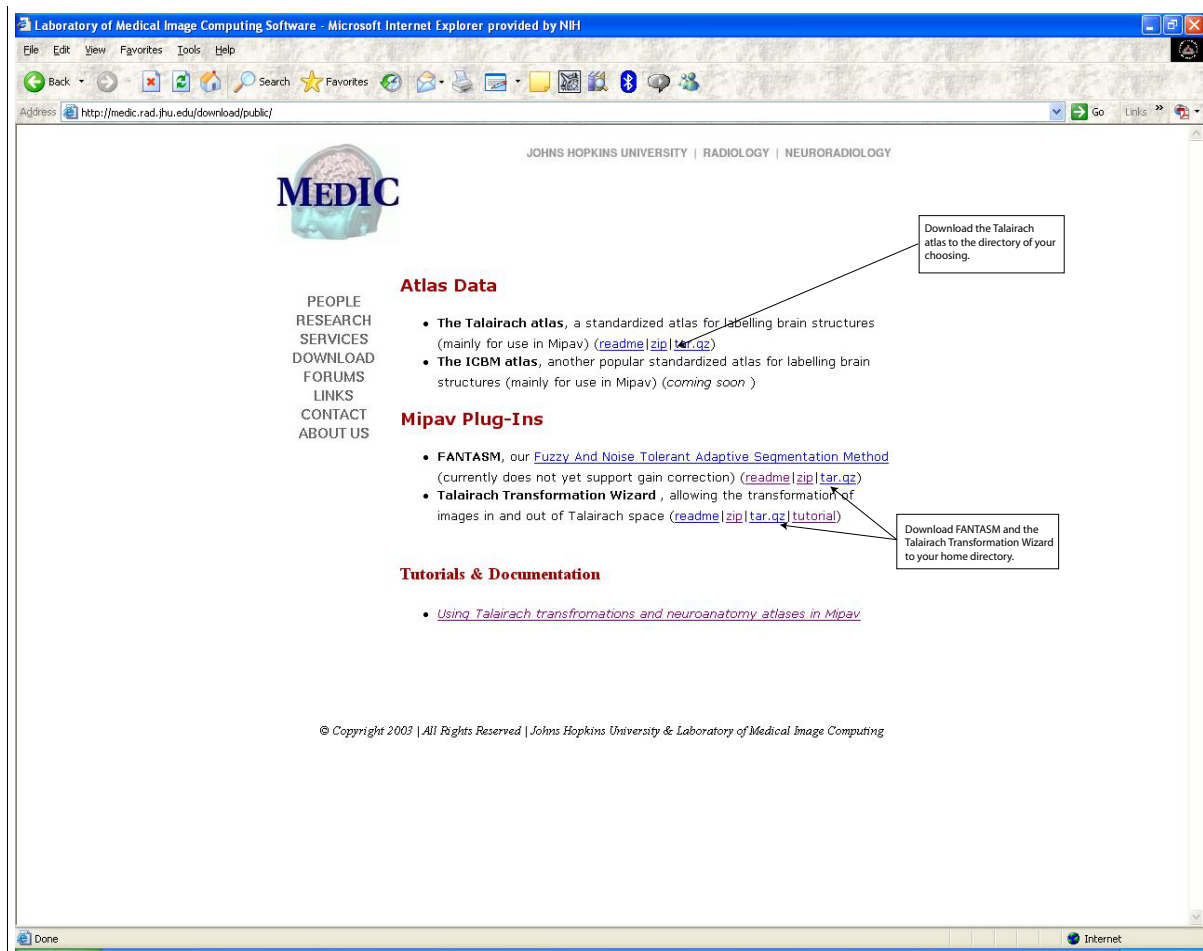 Laboratory of Medical Image Computing Software - Microsoft Internet Explorer provided by NIH
File Edit View Favorites Tools Help
Back Search Favorites
Address http://medic.rad.jhu.edu/download/public/ Go Links »
JOHNS HOPKINS UNIVERSITY | RADIOLOGY | NEURORADIOLOGY
MEDIC
Download the Talairach
atlas to the directory of your
choosing.
PEOPLE
RESEARCH
SERVICES
DOWNLOAD
FORUMS
LINKS
CONTACT
ABOUT US
Atlas Data
• The Talairach atlas, a standardized atlas for labelling brain structures
(mainly for use in Mipav) (readme|zip|tar.gz)
• The ICBM atlas, another popular standardized atlas for labelling brain
structures (mainly for use in Mipav) (coming soon )
Mipav Plug-Ins
• FANTASM, our Fuzzy And Noise Tolerant Adaptive Segmentation Method
(currently does not yet support gain correction) (readme|zip|tar.gz)
• Talairach Transformation Wizard , allowing the transformation of
images in and out of Talairach space (readme|zip|tar.gz|tutorial)
Download FANTASM and the
Talairach Transformation Wizard
to your home directory.
Tutorials & Documentation
• Using Talairach transfromations and neuroanatomy atlases in Mipav
© Copyright 2003 | All Rights Reserved | Johns Hopkins University & Laboratory of Medical Image Computing
Done Internet